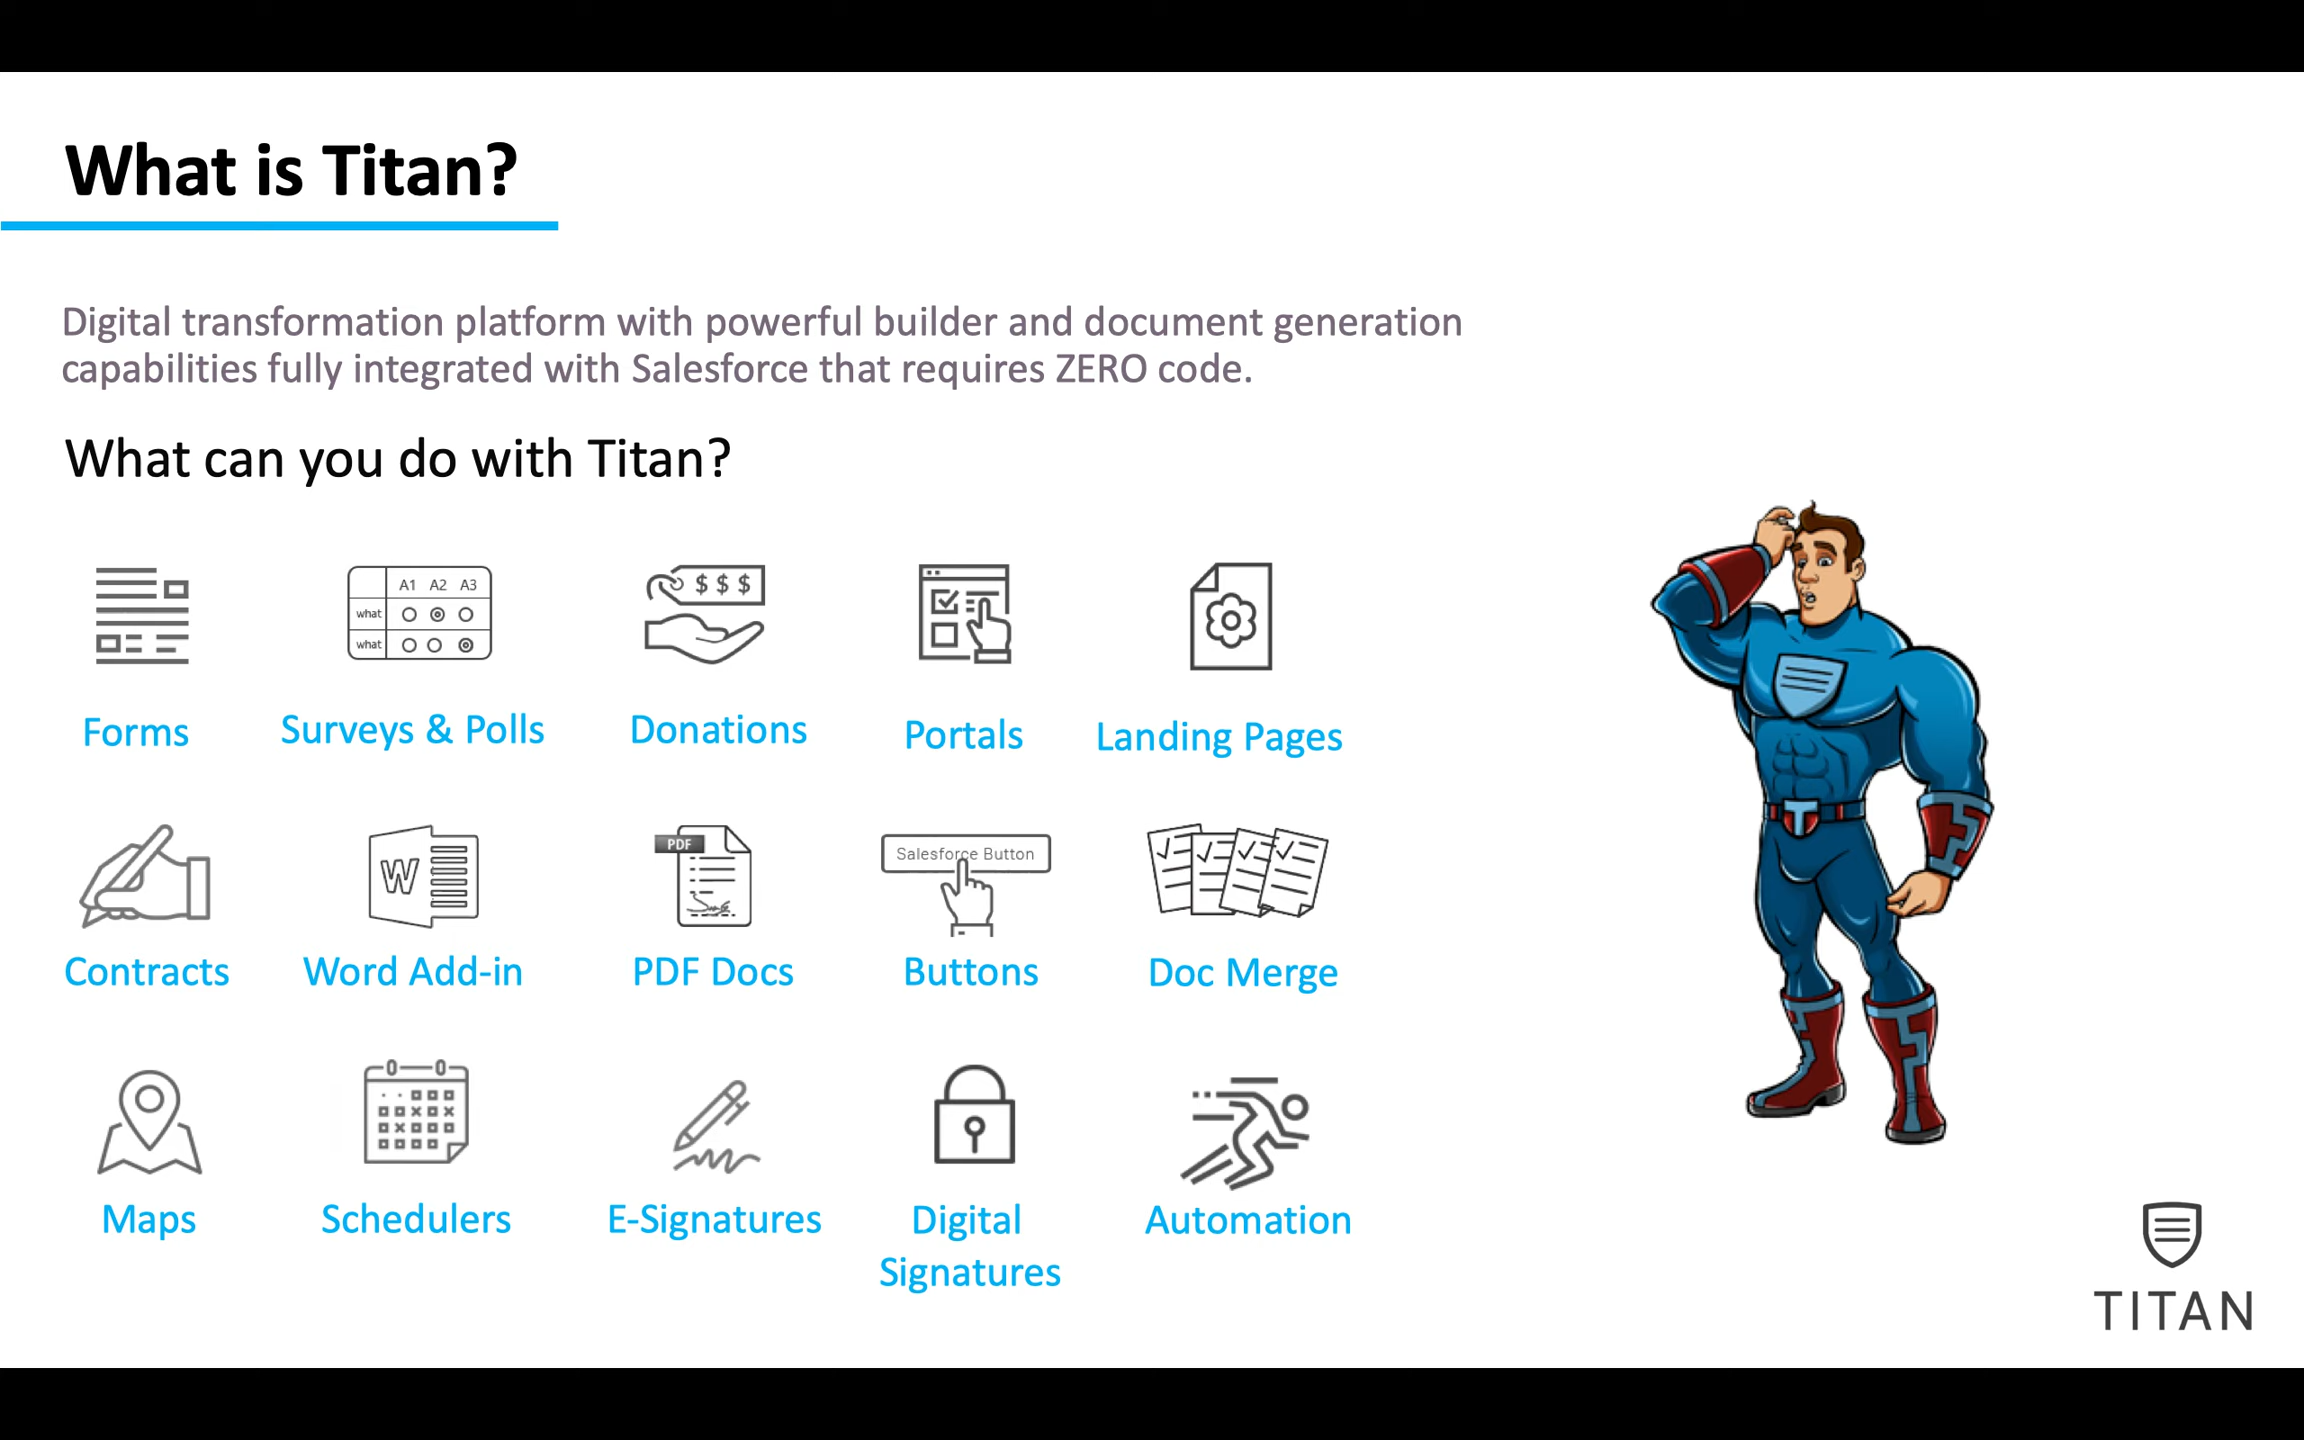 What is Titan?
Digital transformation platform with powerful builder and document generation
capabilities fully integrated with Salesforce that requires ZERO code.
What can you do with Titan?
A1 A2 A3
what
what
$ $ $
Forms
Surveys & Polls
Donations
Portals
Landing Pages
W
PDF
Salesforce Button
Contracts
Word Add-in
PDF Docs
Buttons
Doc Merge
Maps
Schedulers
E-Signatures
Digital
Signatures
Automation
T
TITAN